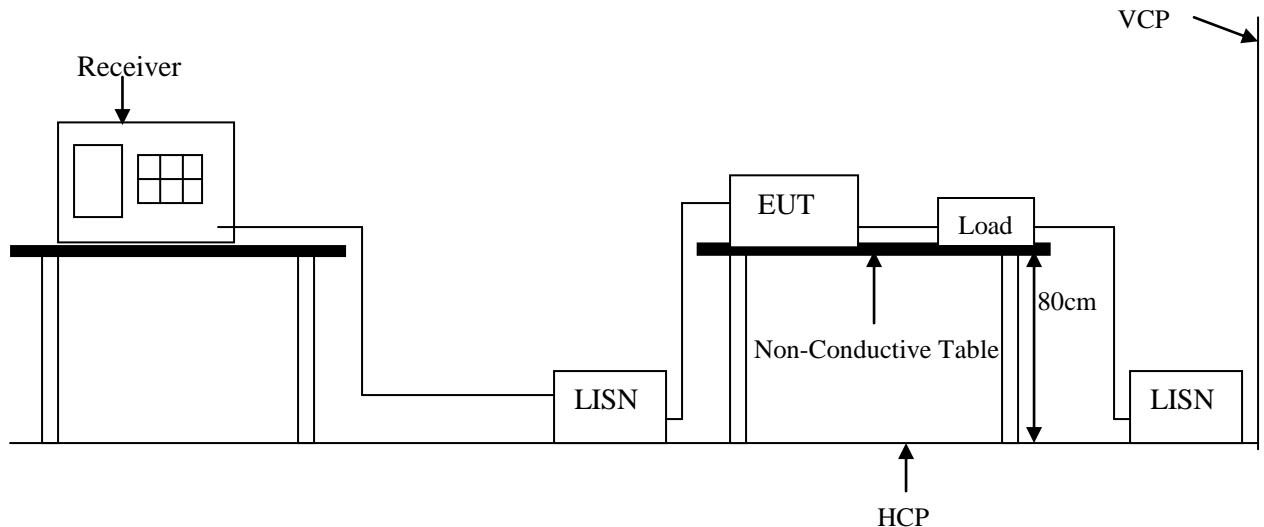 VCP
Receiver
EUT
Load
80cm
Non-Conductive Table
LISN
LISN
HCP